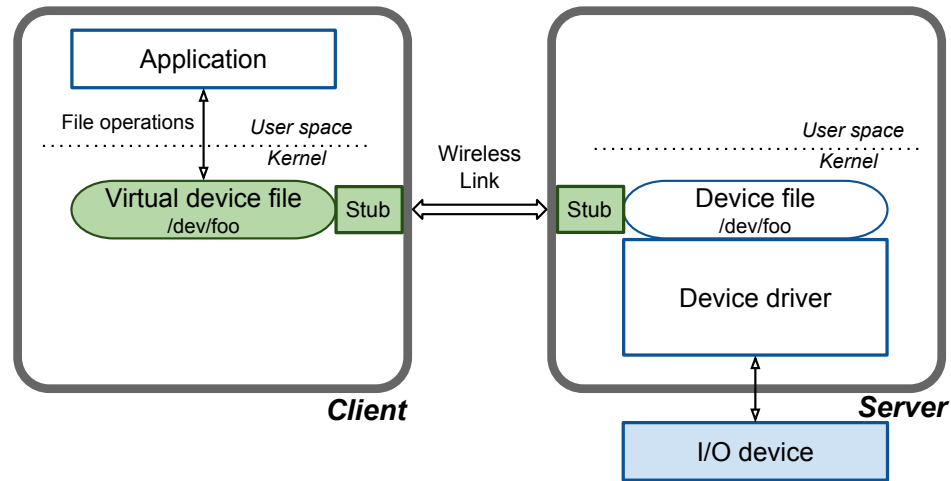 Application
File operations
User space
Kernel
Virtual device file
/dev/foo
Stub
Client
Wireless
Link
User space
Kernel
Stub
Device file
/dev/foo
Device driver
Server
I/O device